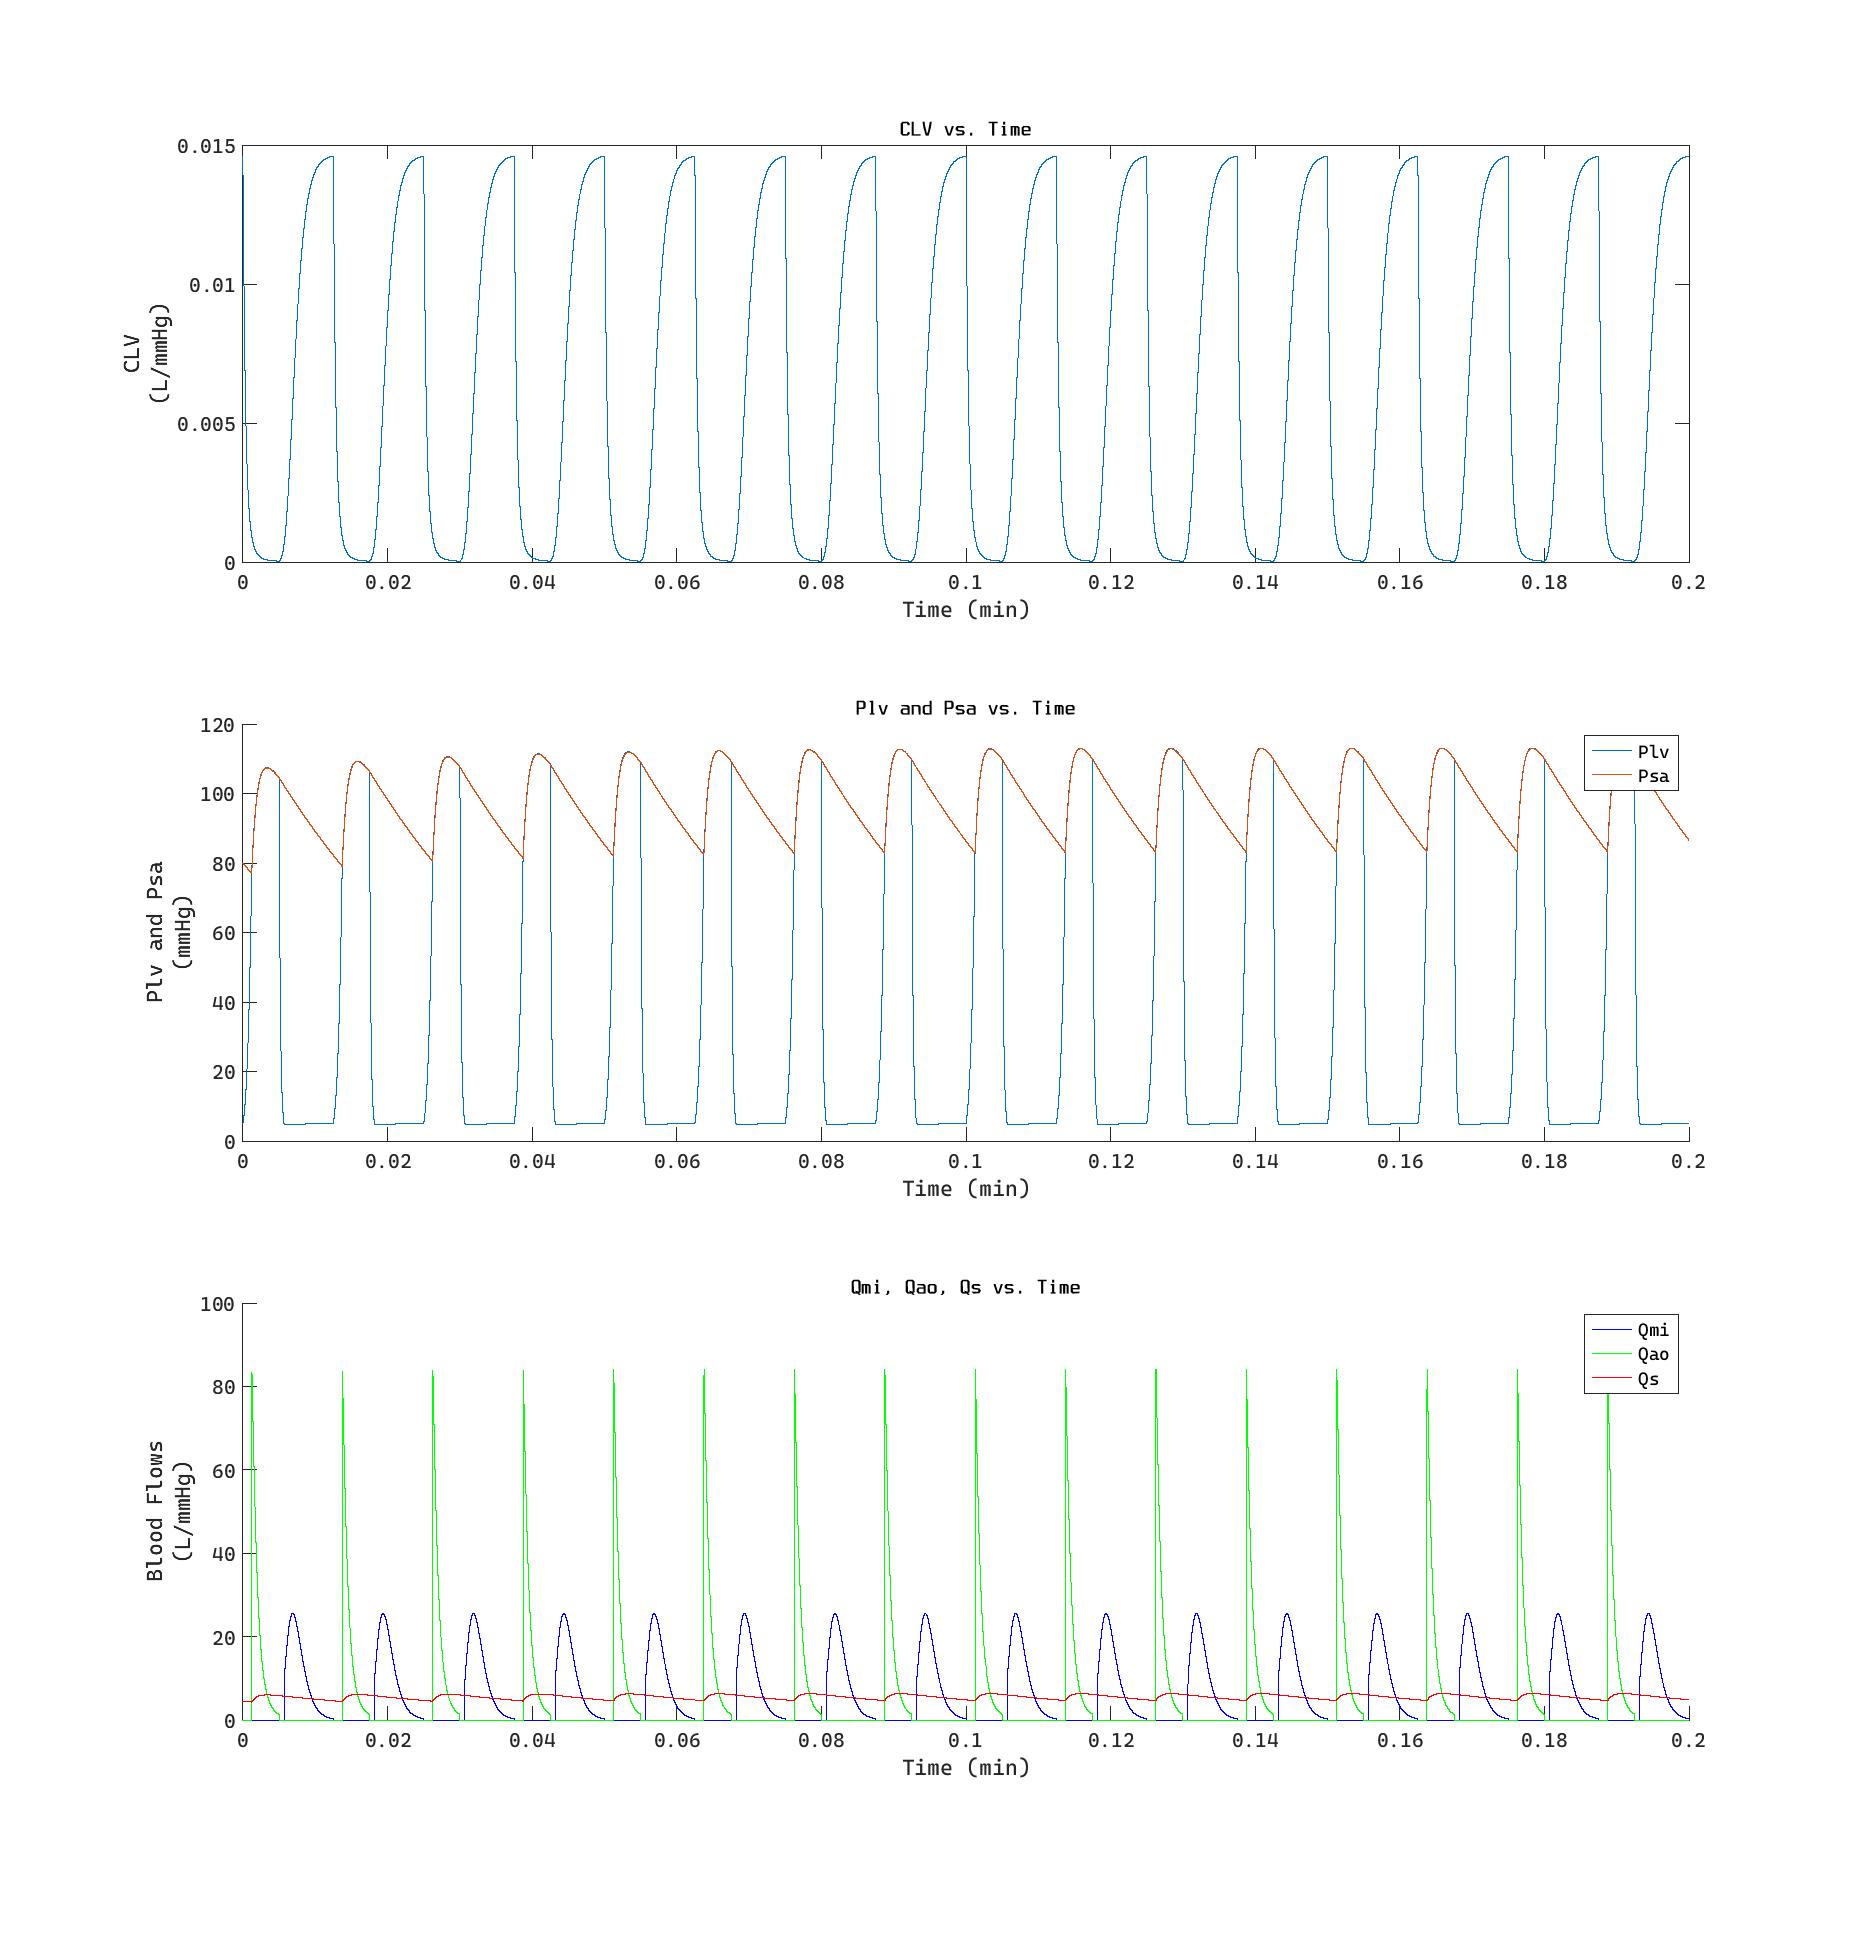 CLV vs. Time
0.015
0.01
0.005
0
CLV
(L/mmHg)
0 0.02 0.04 0.06 0.08 0.1 0.12 0.14 0.16 0.18 0.2
Time (min)
Plv and Psa vs. Time
120
100
80
60
40
20
0
Plv and Psa
(mmHg)
Plv
Psa
0 0.02 0.04 0.06 0.08 0.1 0.12 0.14 0.16 0.18 0.2
Time (min)
Qmi, Qao, Qs vs. Time
100
80
60
40
20
0
Blood Flows
(L/mmHg)
Qmi
Qao
Qs
0 0.02 0.04 0.06 0.08 0.1 0.12 0.14 0.16 0.18 0.2
Time (min)